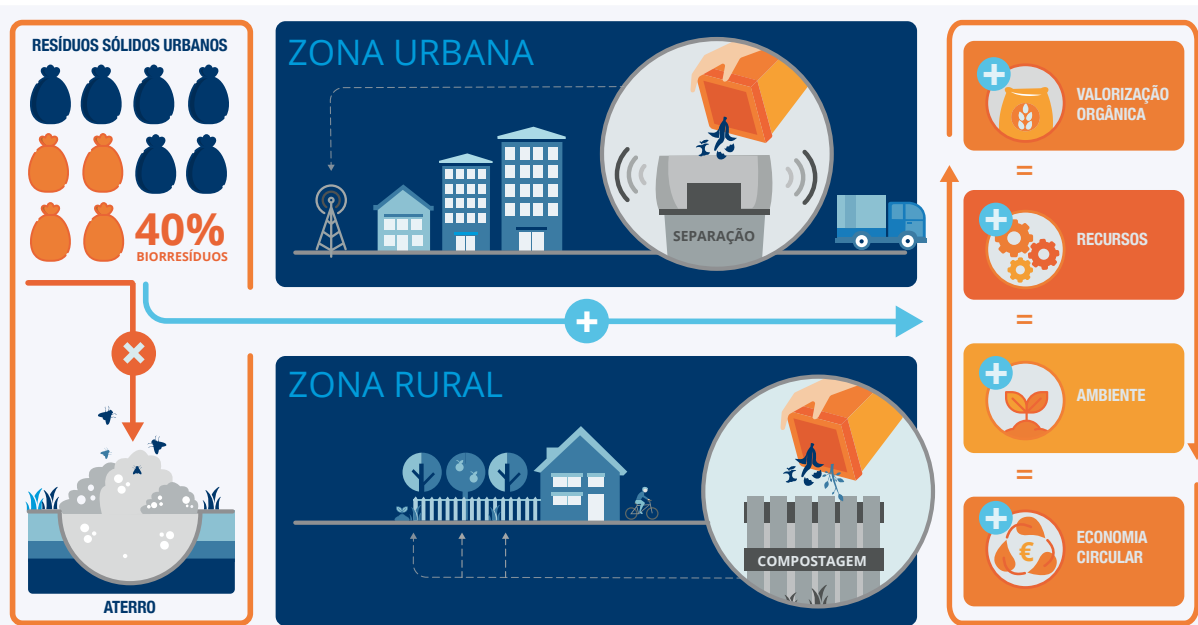 RESÍDUOS SÓLIDOS URBANOS
40%
BIORRESÍDUOS
ATERRO
ZONA URBANA
SEPARAÇÃO
ZONA RURAL
COMPOSTAGEM
VALORIZAÇÃO
ORGÂNICA
=
RECURSOS
=
AMBIENTE
=
€
ECONOMIA
CIRCULAR